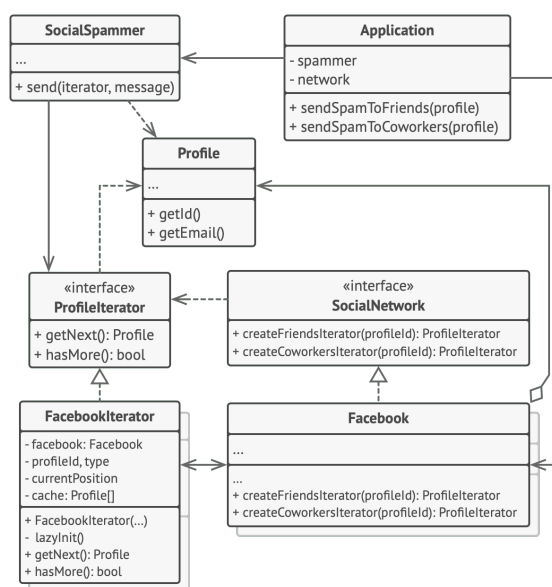 SocialSpammer
...
+ send(iterator, message)
Application
- spammer
- network
+ sendSpamToFriends(profile)
+ sendSpamToCoworkers(profile)
Profile
...
+ getId()
+ getEmail()
«interface»
ProfileIterator
+ getNext(): Profile
+ hasMore(): bool
«interface»
SocialNetwork
+ createFriendsIterator(profileId): ProfileIterator
+ createCoworkersIterator(profileId): ProfileIterator
FacebookIterator
- facebook: Facebook
- profileId, type
- currentPosition
- cache: Profile[]
+ FacebookIterator(...)
- lazyInit()
+ getNext(): Profile
+ hasMore(): bool
Facebook
...
...
+ createFriendsIterator(profileId): ProfileIterator
+ createCoworkersIterator(profileId): ProfileIterator